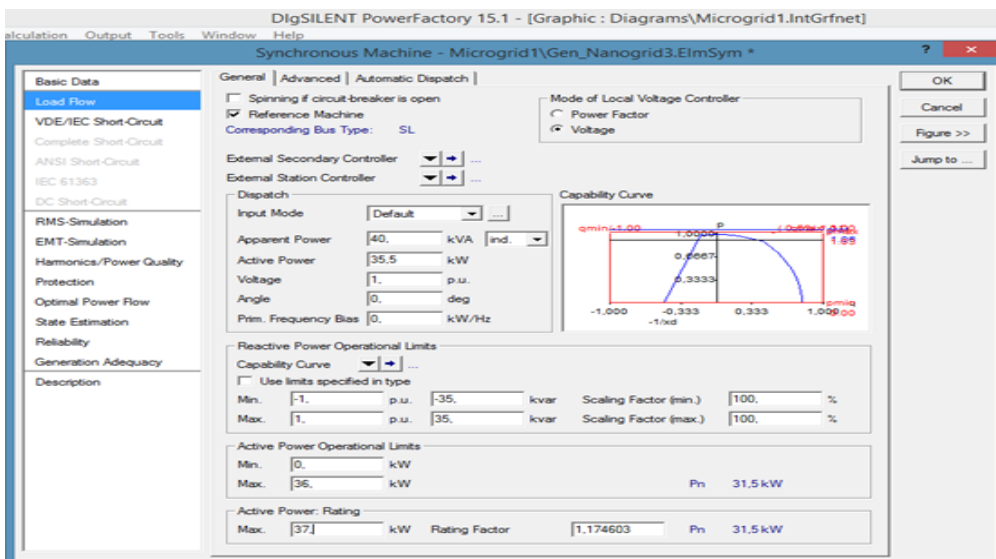 DIgSILENT PowerFactory 15.1 - [Graphic : Diagrams\Microgrid1.IntGrfnet]
alculation Output Tools Window Help
Synchronous Machine - Microgrid1\Gen_Nanogrid3.ElmSym *
? ×
Basic Data
Load Flow
VDE/IEC Short-Circuit
Complete Short-Circuit
ANSI Short-Circuit
IEC 61363
DC Short-Circuit
RMS-Simulation
EMT-Simulation
Harmonics/Power Quality
Protection
Optimal Power Flow
State Estimation
Reliability
Generation Adequacy
Description
General Advanced Automatic Dispatch
Spinning if circuit-breaker is open
Reference Machine
Corresponding Bus Type: SL
Mode of Local Voltage Controller
Power Factor
Voltage
External Secondary Controller ...
External Station Controller ...
Dispatch
Input Mode Default ...
Apparent Power 40, kVA ind.
Active Power 35,5 kW
Voltage 1, p.u.
Angle 0, deg
Prim. Frequency Bias 0, kW/Hz
Capability Curve
qmin/-1.00 P
1,0000
0,6667
0,3333
-1,000 -0,333 0,333 1,000
-1/xd
Reactive Power Operational Limits
Capability Curve ...
Use limits specified in type
Min. -1, p.u. -35, kvar Scaling Factor (min.) 100, %
Max. 1, p.u. 35, kvar Scaling Factor (max.) 100, %
Active Power Operational Limits
Min. 0, kW
Max. 36, kW Pn 31,5 kW
Active Power: Rating
Max. 37, kW Rating Factor 1,174603 Pn 31,5 kW
OK
Cancel
Figure >>
Jump to ...